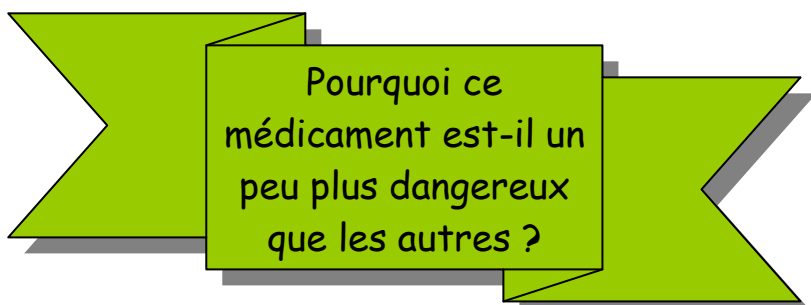 Pourquoi ce
médicament est-il un
peu plus dangereux
que les autres ?